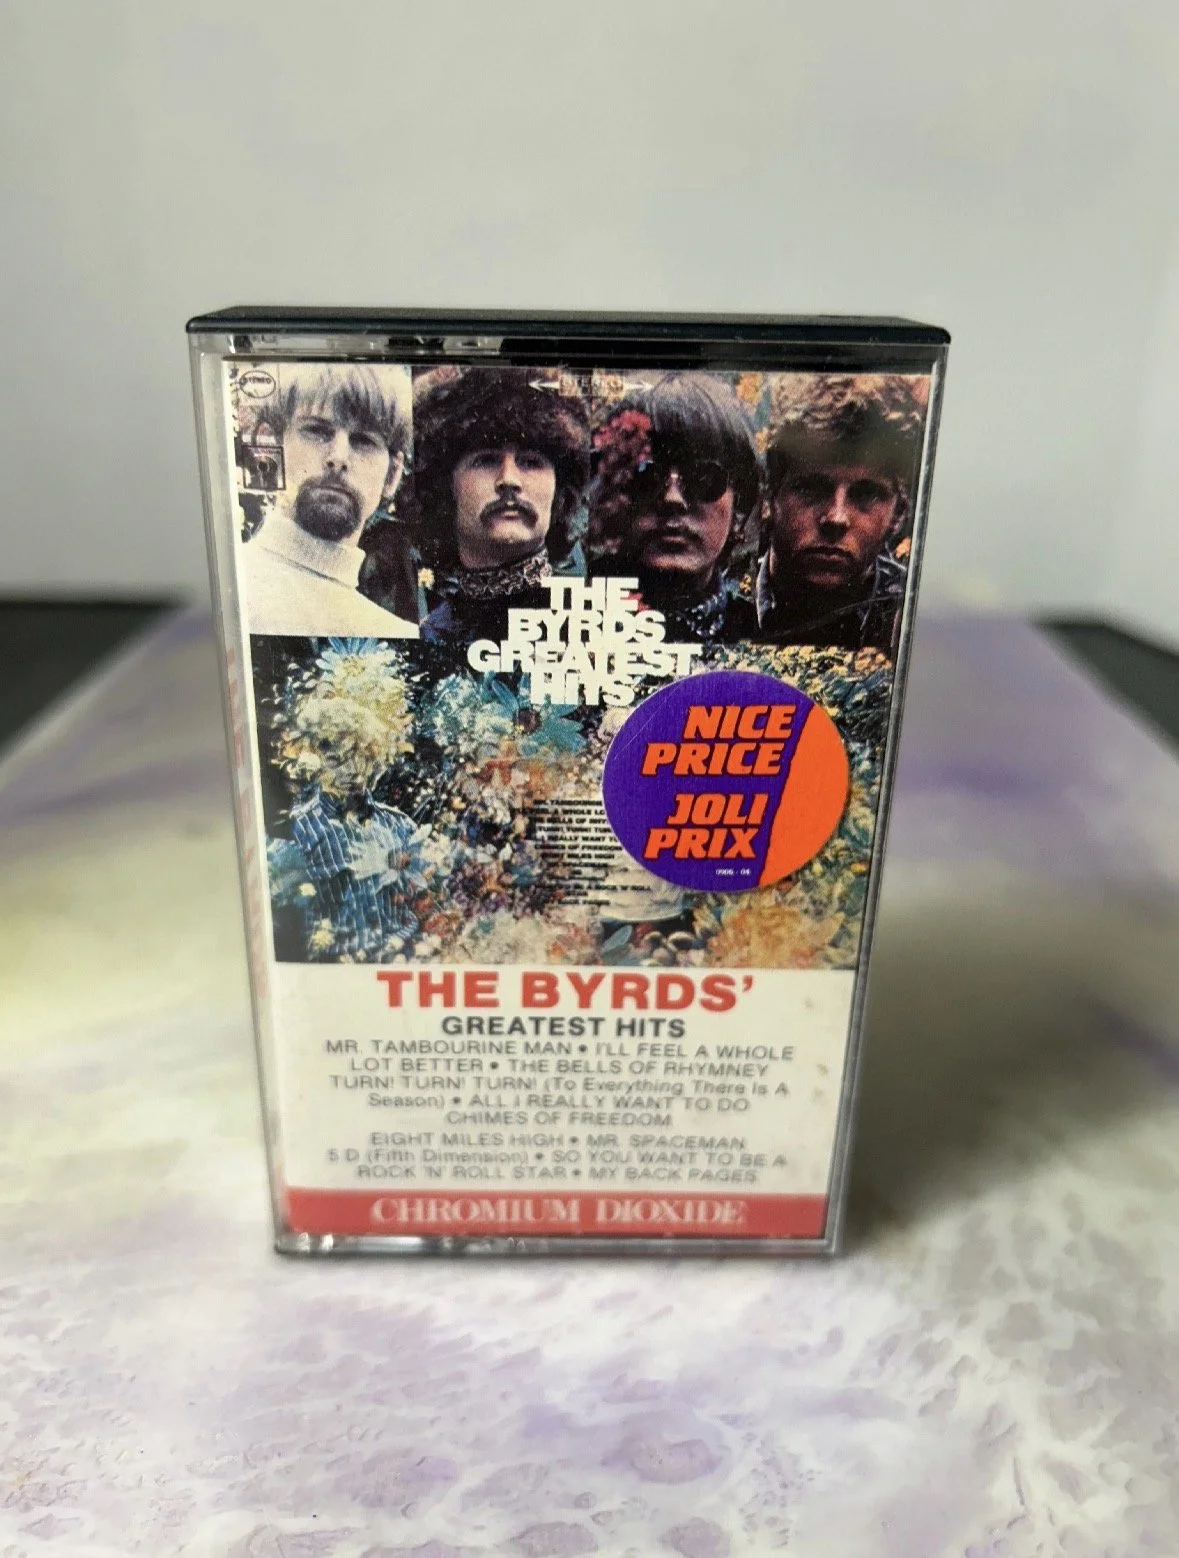 STEREO
STEREO
THE
BYRDS
GREATEST
HITS
NICE
PRICE
JOLI
PRIX
THE BYRDS'
GREATEST HITS
MR. TAMBOURINE MAN • I'LL FEEL A WHOLE
LOT BETTER • THE BELLS OF RHYMNEY
TURN! TURN! TURN! (To Everything There Is A
Season) • ALL I REALLY WANT TO DO
CHIMES OF FREEDOM
EIGHT MILES HIGH • MR. SPACEMAN
5 D (Fifth Dimension) • SO YOU WANT TO BE A
ROCK 'N' ROLL STAR • MY BACK PAGES
CHROMIUM DIOXIDE